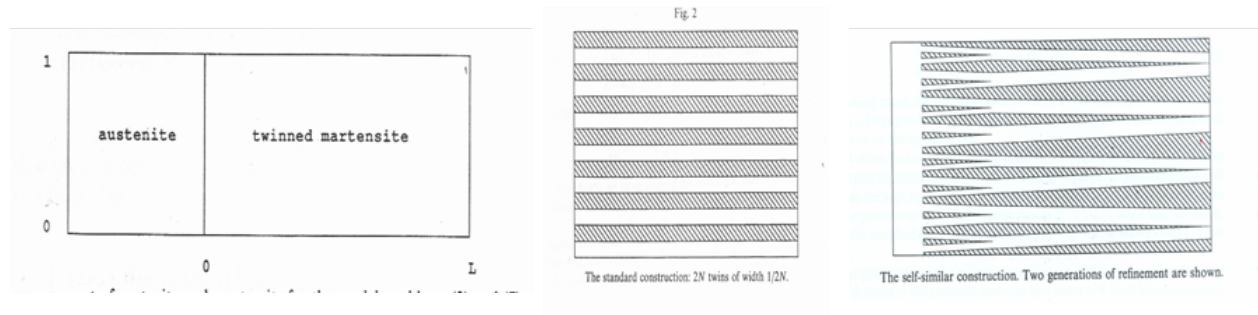 1
austenite
twinned martensite
0
0
L
Fig. 2
The standard construction: 2N twins of width 1/2N.
The self-similar construction. Two generations of refinement are shown.